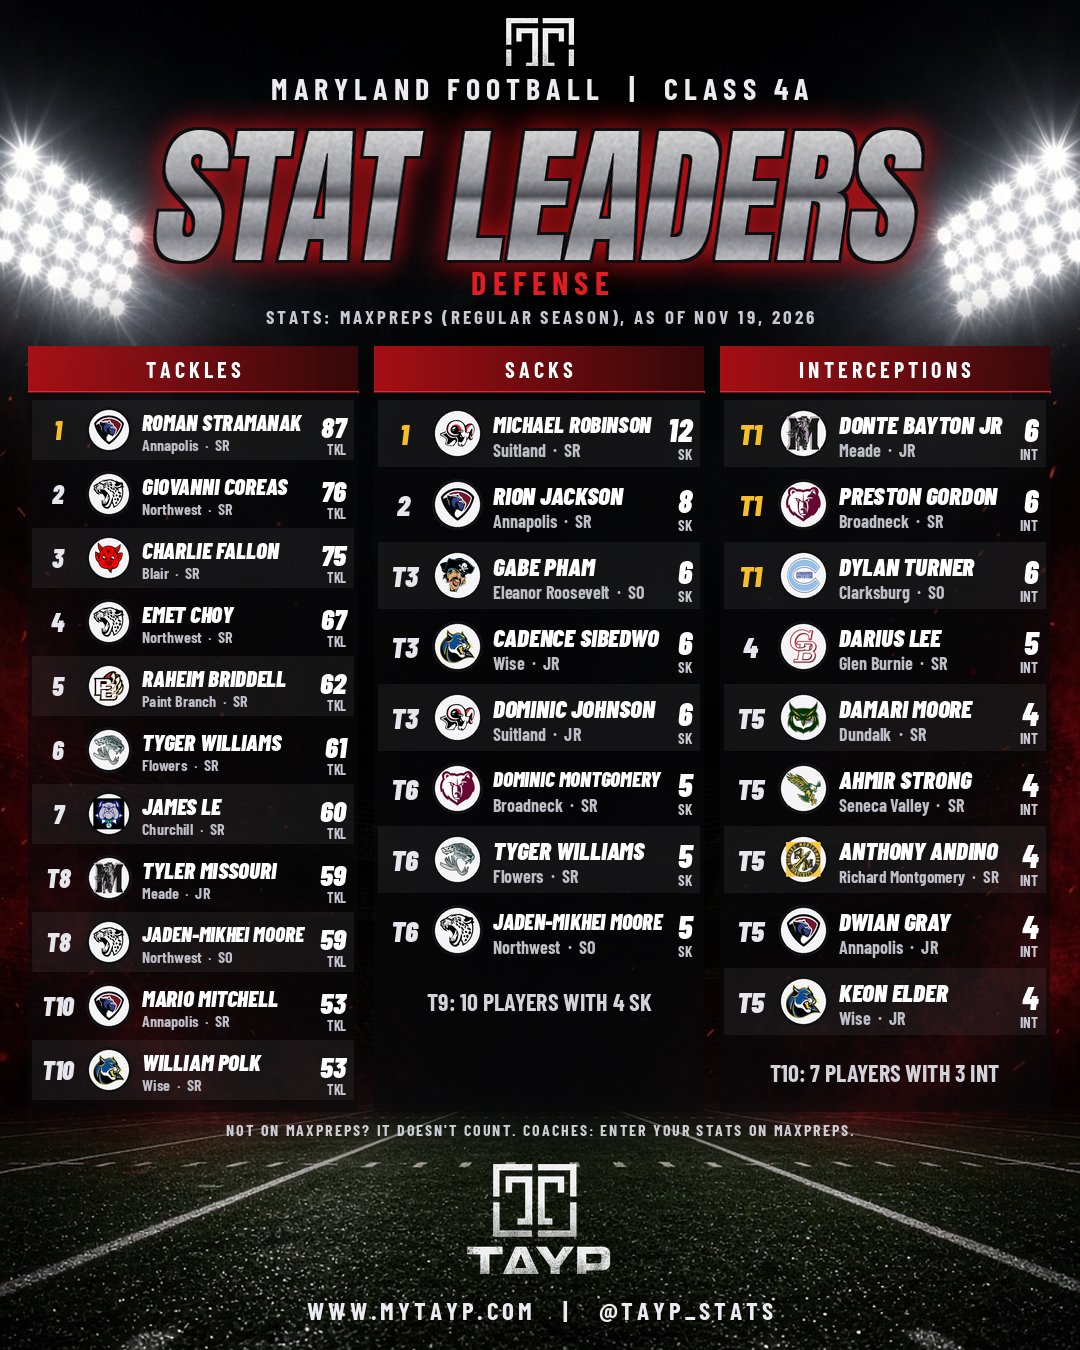 MARYLAND FOOTBALL | CLASS 4A
STAT LEADERS
DEFENSE
STATS: MAXPREPS (REGULAR SEASON), AS OF NOV 19, 2026
TACKLES
1 ROMAN STRAMANAK 87
Annapolis · SR TKL
2 GIOVANNI COREAS 76
Northwest · SR TKL
3 CHARLIE FALLON 75
Blair · SR TKL
4 EMET CHOY 67
Northwest · SR TKL
5 RAHEIM BRIDDELL 62
Paint Branch · SR TKL
6 TYGER WILLIAMS 61
Flowers · SR TKL
7 JAMES LE 60
Churchill · SR TKL
T8 TYLER MISSOURI 59
Meade · JR TKL
T8 JADEN-MIKHEI MOORE 59
Northwest · SO TKL
T10 MARIO MITCHELL 53
Annapolis · SR TKL
T10 WILLIAM POLK 53
Wise · SR TKL
SACKS
1 MICHAEL ROBINSON 12
Suitland · SR SK
2 RION JACKSON 8
Annapolis · SR SK
T3 GABE PHAM 6
Eleanor Roosevelt · SO SK
T3 CADENCE SIBEDWO 6
Wise · JR SK
T3 DOMINIC JOHNSON 6
Suitland · JR SK
T6 DOMINIC MONTGOMERY 5
Broadneck · SR SK
T6 TYGER WILLIAMS 5
Flowers · SR SK
T6 JADEN-MIKHEI MOORE 5
Northwest · SO SK
T9: 10 PLAYERS WITH 4 SK
INTERCEPTIONS
T1 DONTE BAYTON JR 6
Meade · JR INT
T1 PRESTON GORDON 6
Broadneck · SR INT
T1 DYLAN TURNER 6
Clarksburg · SO INT
4 DARIUS LEE 5
Glen Burnie · SR INT
T5 DAMARI MOORE 4
Dundalk · SR INT
T5 AHMIR STRONG 4
Seneca Valley · SR INT
T5 ANTHONY ANDINO 4
Richard Montgomery · SR INT
T5 DWIAN GRAY 4
Annapolis · JR INT
T5 KEON ELDER 4
Wise · JR INT
T10: 7 PLAYERS WITH 3 INT
NOT ON MAXPREPS? IT DOESN'T COUNT. COACHES: ENTER YOUR STATS ON MAXPREPS.
TAYP
WWW.MYTAYP.COM | @TAYP_STATS